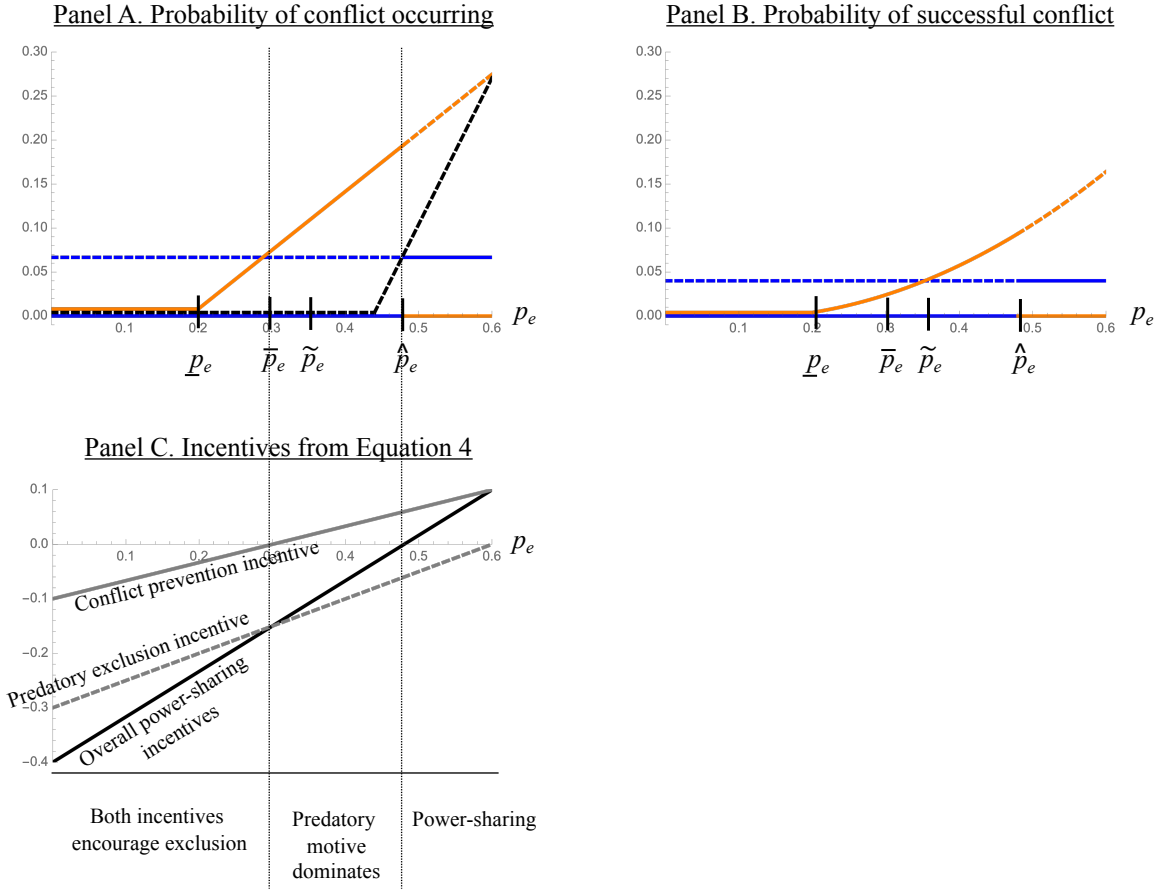 Panel A. Probability of conflict occurring
0.30
0.25
0.20
0.15
0.10
0.05
0.00
0.1
0.2
0.3
0.4
0.5
0.6
p_e
p̲_e
p̅_e
p̃_e
p̂_e
Panel B. Probability of successful conflict
0.30
0.25
0.20
0.15
0.10
0.05
0.00
0.1
0.2
0.3
0.4
0.5
0.6
p_e
p̲_e
p̅_e
p̃_e
p̂_e
Panel C. Incentives from Equation 4
0.1
0.0
−0.1
−0.2
−0.3
−0.4
0.1
0.2
0.3
0.4
0.5
0.6
p_e
Conflict prevention incentive
Predatory exclusion incentive
Overall power-sharing
incentives
Both incentives
encourage exclusion
Predatory
motive
dominates
Power-sharing